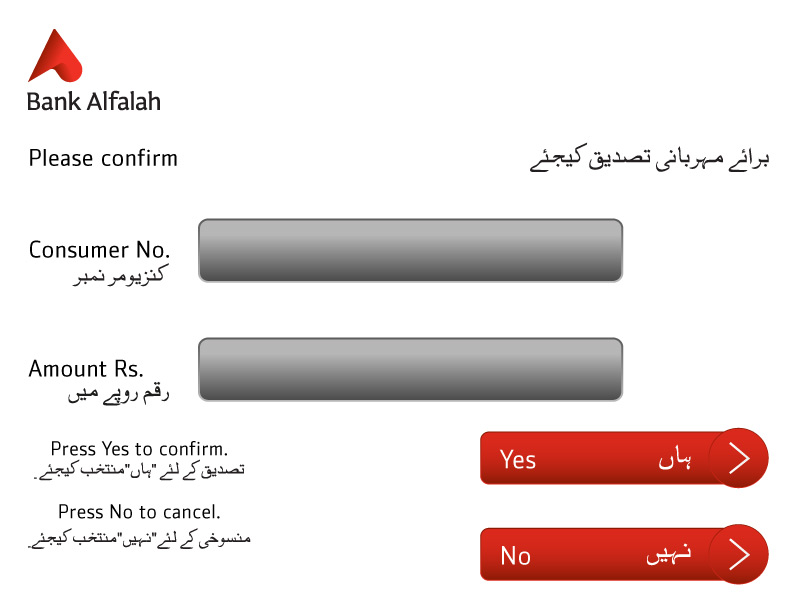 Bank Alfalah
Please confirm
برائے مہربانی تصدیق کیجئے
Consumer No.
کنزیومر نمبر
Amount Rs.
رقم روپے میں
Press Yes to confirm.
تصدیق کے لئے "ہاں" منتخب کیجئے۔
Yes ہاں
Press No to cancel.
منسوخی کے لئے "نہیں" منتخب کیجئے۔
No نہیں